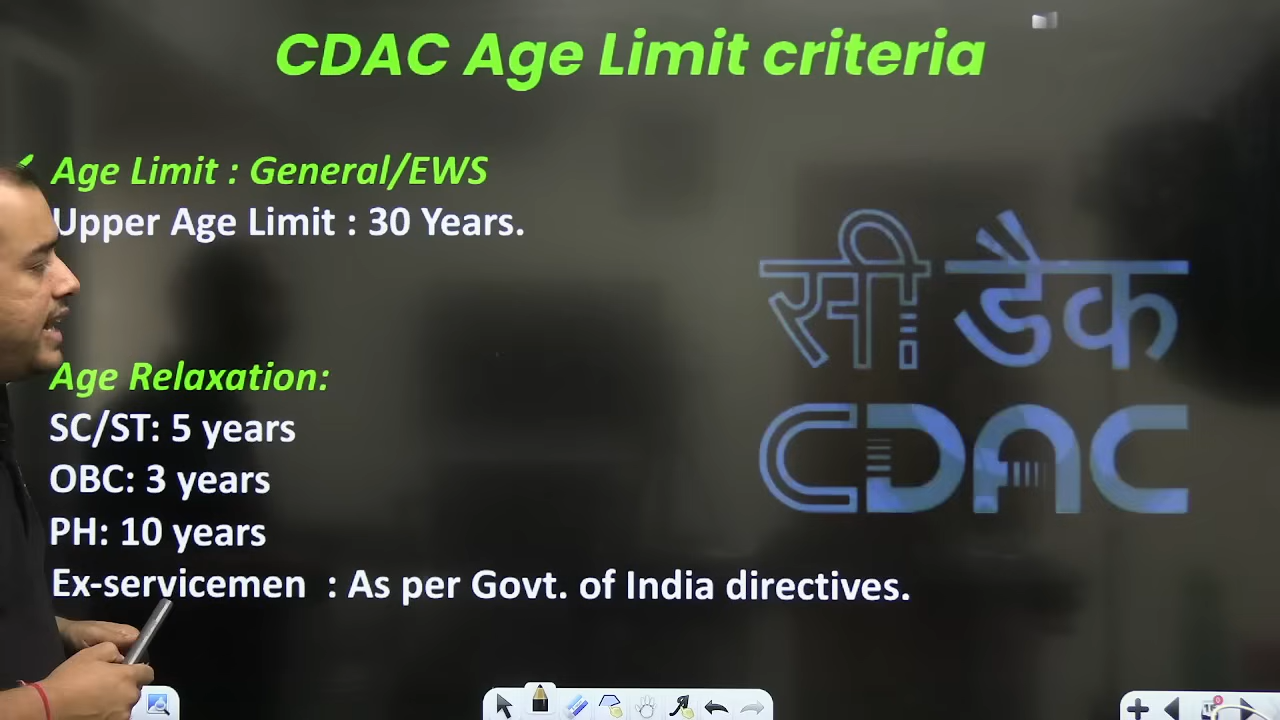 CDAC Age Limit criteria
Age Limit : General/EWS
Upper Age Limit : 30 Years.
सी डैक
CDAC
Age Relaxation:
SC/ST: 5 years
OBC: 3 years
PH: 10 years
Ex-servicemen : As per Govt. of India directives.